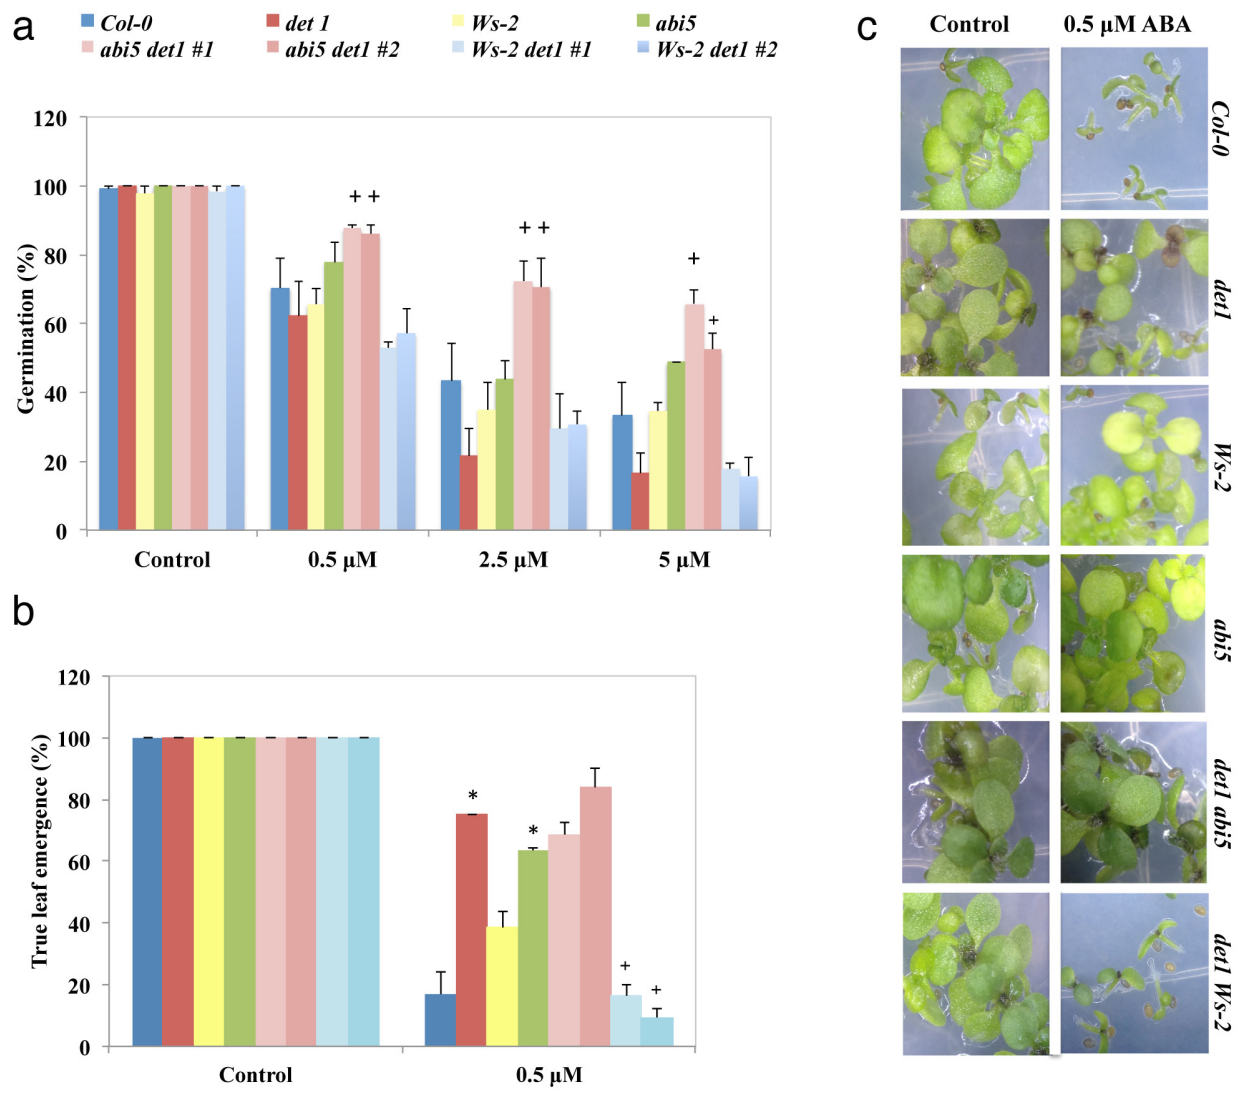 a
Col-0 det 1 Ws-2 abi5
abi5 det1 #1 abi5 det1 #2 Ws-2 det1 #1 Ws-2 det1 #2
120
100
80
60
40
20
0
Germination (%)
+ +
+ +
+
+
Control 0.5 µM 2.5 µM 5 µM
b
120
100
80
60
40
20
0
True leaf emergence (%)
*
*
+
+
Control 0.5 µM
c
Control 0.5 µM ABA
Col-0
det1
Ws-2
abi5
det1 abi5
det1 Ws-2